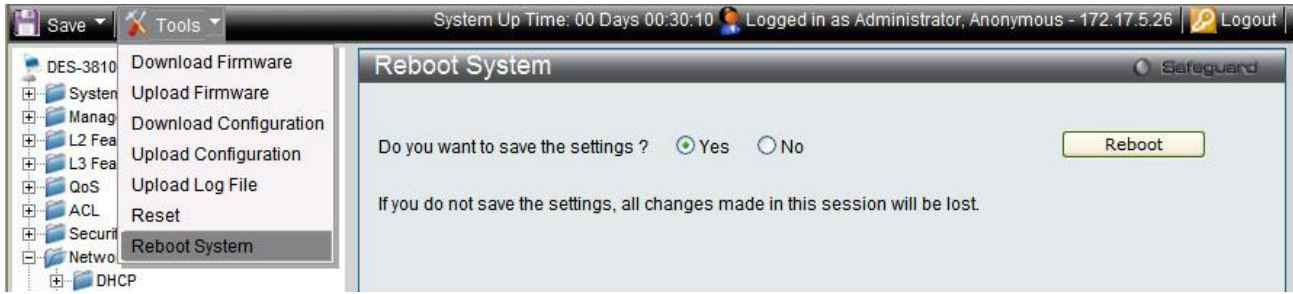 Save Tools System Up Time: 00 Days 00:30:10 Logged in as Administrator, Anonymous - 172.17.5.26 Logout
DES-3810
System
Manag
L2 Fea
L3 Fea
QoS
ACL
Securit
Netwo
DHCP
Download Firmware
Upload Firmware
Download Configuration
Upload Configuration
Upload Log File
Reset
Reboot System
Reboot System Safeguard
Do you want to save the settings ? Yes No Reboot
If you do not save the settings, all changes made in this session will be lost.